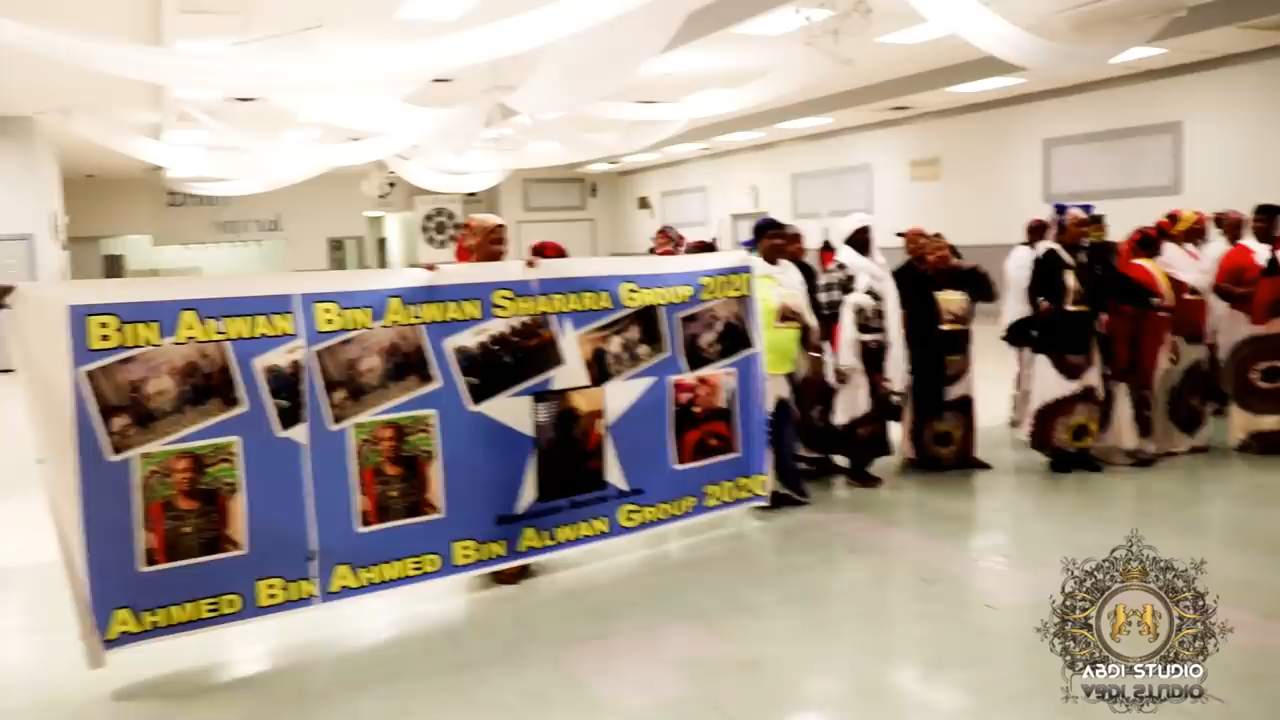 BIN ALWAN BIN ALWAN SHARARA GROUP 2020
AHMED BIN AHMED BIN ALWAN GROUP 2020
ABDI STUDIO